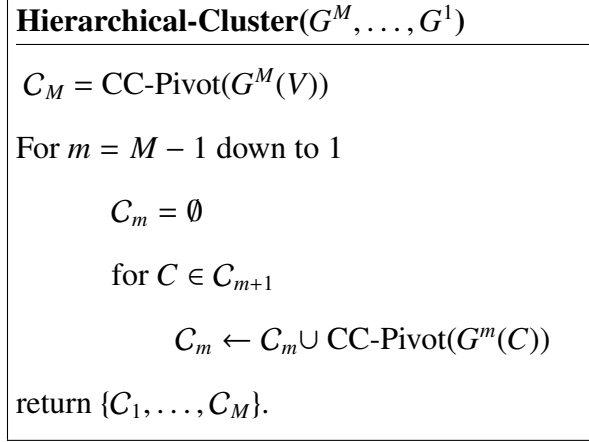 Hierarchical-Cluster(G^M, . . . , G^1)
C_M = CC-Pivot(G^M(V))
For m = M − 1 down to 1
C_m = ∅
for C ∈ C_{m+1}
C_m ← C_m ∪ CC-Pivot(G^m(C))
return {C_1, . . . , C_M}.